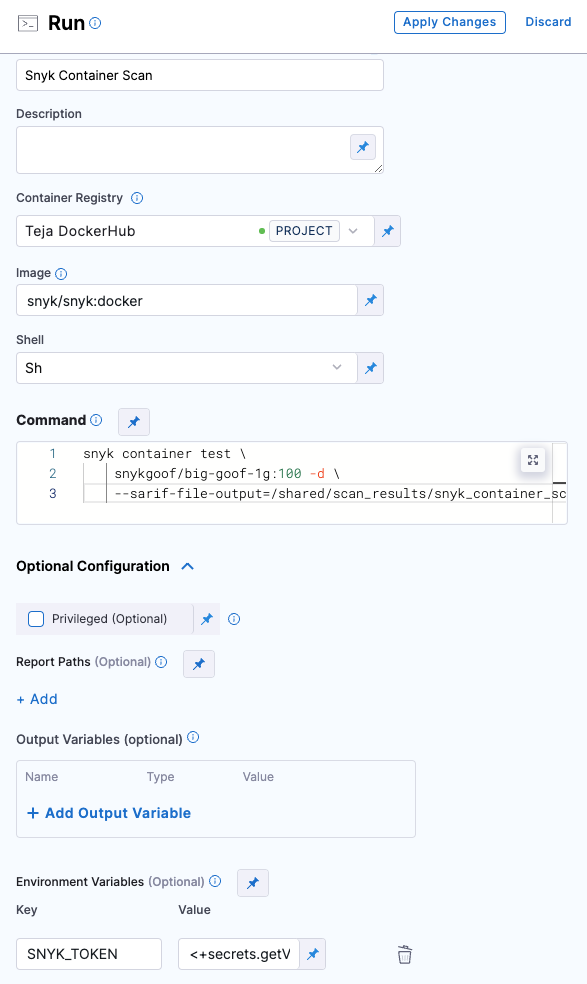 Run
Apply Changes
Discard
Snyk Container Scan
Description
Container Registry
Teja DockerHub
PROJECT
Image
snyk/snyk:docker
Shell
Sh
Command
1 snyk container test \
2 snykgoof/big-goof-1g:100 -d \
3 --sarif-file-output=/shared/scan_results/snyk_container_sc
Optional Configuration
Privileged (Optional)
Report Paths (Optional)
+ Add
Output Variables (optional)
Name Type Value
+ Add Output Variable
Environment Variables (Optional)
Key Value
SNYK_TOKEN <+secrets.getV